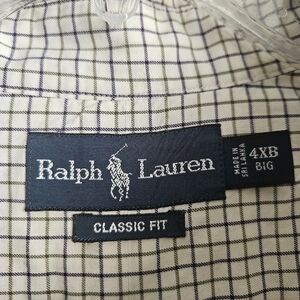 Ralph Lauren
CLASSIC FIT
MADE IN
SRI LANKA
4XB
BIG